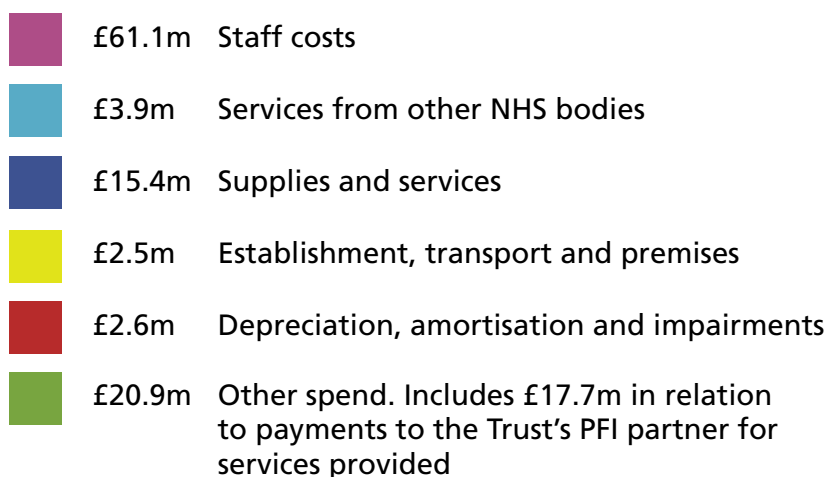 £61.1m Staff costs
£3.9m Services from other NHS bodies
£15.4m Supplies and services
£2.5m Establishment, transport and premises
£2.6m Depreciation, amortisation and impairments
£20.9m Other spend. Includes £17.7m in relation
to payments to the Trust’s PFI partner for
services provided